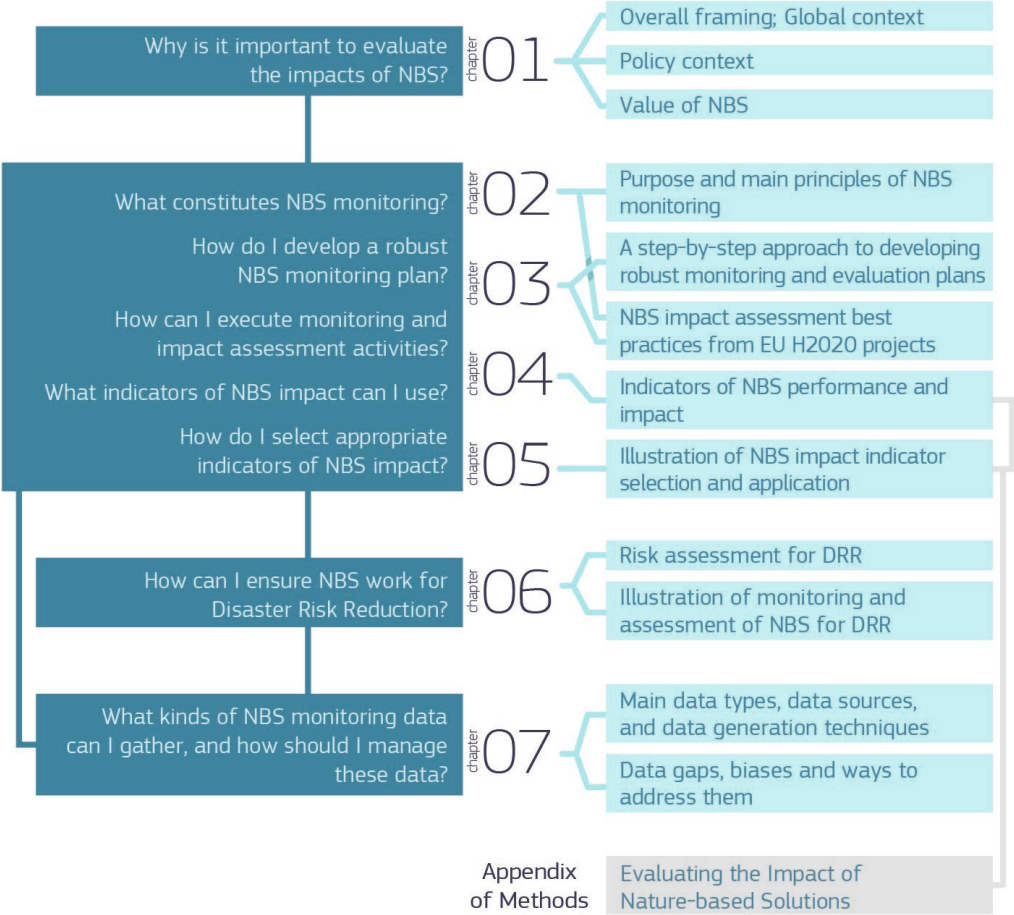 Why is it important to evaluate
the impacts of NBS?
chapter
01
Overall framing; Global context
Policy context
Value of NBS
What constitutes NBS monitoring?
How do I develop a robust
NBS monitoring plan?
How can I execute monitoring and
impact assessment activities?
What indicators of NBS impact can I use?
How do I select appropriate
indicators of NBS impact?
chapter
02
Purpose and main principles of NBS
monitoring
chapter
03
A step-by-step approach to developing
robust monitoring and evaluation plans
NBS impact assessment best
practices from EU H2020 projects
chapter
04
Indicators of NBS performance and
impact
chapter
05
Illustration of NBS impact indicator
selection and application
How can I ensure NBS work for
Disaster Risk Reduction?
chapter
06
Risk assessment for DRR
Illustration of monitoring and
assessment of NBS for DRR
What kinds of NBS monitoring data
can I gather, and how should I manage
these data?
chapter
07
Main data types, data sources,
and data generation techniques
Data gaps, biases and ways to
address them
Appendix
of Methods
Evaluating the Impact of
Nature-based Solutions